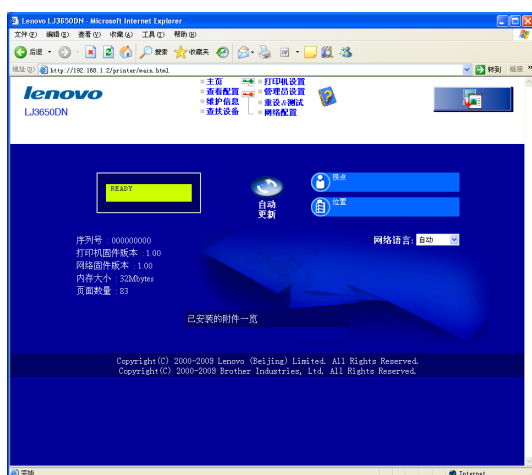 Lenovo LJ3650DN - Microsoft Internet Explorer
文件(F) 编辑(E) 查看(V) 收藏(A) 工具(T) 帮助(H)
后退 搜索 收藏夹
地址(D) http://192.168.1.2/printer/main.html 转到 链接 »
lenovo
LJ3650DN
主页 打印机设置
查看配置 管理员设置
维护信息 重设&测试
查找设备 网络配置
READY
自动
更新
接点
位置
序列号 : 000000000
打印机固件版本 : 1.00
网络固件版本 : 1.00
内存大小 : 32Mbytes
页面数量 : 83
网络语言: 自动
已安装的附件一览
Copyright(C) 2000-2009 Lenovo (Beijing) Limited. All Rights Reserved.
Copyright(C) 2000-2009 Brother Industries, Ltd. All Rights Reserved.
完毕 Internet